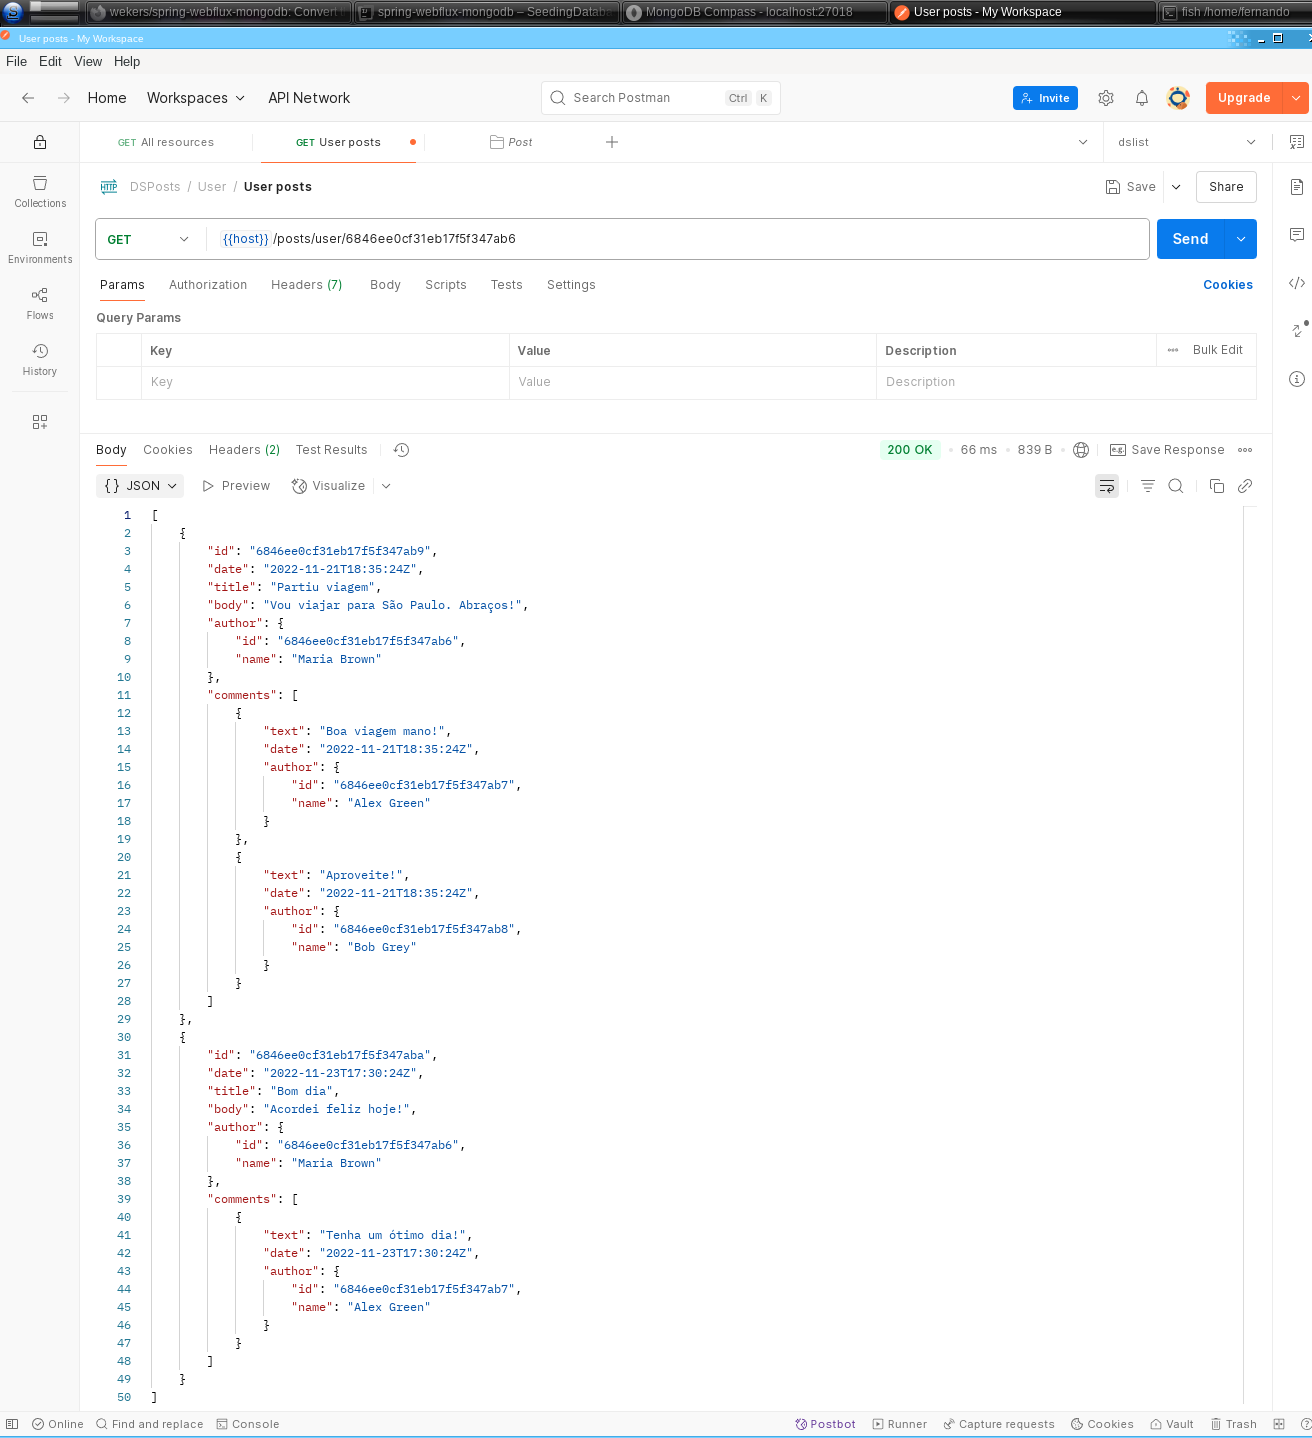 wekers/spring-webflux-mongodb: Convert
spring-webflux-mongodb – SeedingDataba
MongoDB Compass - localhost:27018
User posts - My Workspace
fish /home/fernando
User posts - My Workspace
File Edit View Help
Home Workspaces API Network Search Postman Ctrl K Invite Upgrade
GET All resources GET User posts Post dslist
HTTP DSPosts / User / User posts Save Share
GET {{host}} /posts/user/6846ee0cf31eb17f5f347ab6 Send
Params Authorization Headers (7) Body Scripts Tests Settings Cookies
Query Params
Key Value Description Bulk Edit
Key Value Description
Collections
Environments
Flows
History
Body Cookies Headers (2) Test Results 200 OK 66 ms 839 B e.g. Save Response
{} JSON Preview Visualize
1 [
2 {
3 "id": "6846ee0cf31eb17f5f347ab9",
4 "date": "2022-11-21T18:35:24Z",
5 "title": "Partiu viagem",
6 "body": "Vou viajar para São Paulo. Abraços!",
7 "author": {
8 "id": "6846ee0cf31eb17f5f347ab6",
9 "name": "Maria Brown"
10 },
11 "comments": [
12 {
13 "text": "Boa viagem mano!",
14 "date": "2022-11-21T18:35:24Z",
15 "author": {
16 "id": "6846ee0cf31eb17f5f347ab7",
17 "name": "Alex Green"
18 }
19 },
20 {
21 "text": "Aproveite!",
22 "date": "2022-11-21T18:35:24Z",
23 "author": {
24 "id": "6846ee0cf31eb17f5f347ab8",
25 "name": "Bob Grey"
26 }
27 }
28 ]
29 },
30 {
31 "id": "6846ee0cf31eb17f5f347aba",
32 "date": "2022-11-23T17:30:24Z",
33 "title": "Bom dia",
34 "body": "Acordei feliz hoje!",
35 "author": {
36 "id": "6846ee0cf31eb17f5f347ab6",
37 "name": "Maria Brown"
38 },
39 "comments": [
40 {
41 "text": "Tenha um ótimo dia!",
42 "date": "2022-11-23T17:30:24Z",
43 "author": {
44 "id": "6846ee0cf31eb17f5f347ab7",
45 "name": "Alex Green"
46 }
47 }
48 ]
49 }
50 ]
Online Find and replace Console Postbot Runner Capture requests Cookies Vault Trash